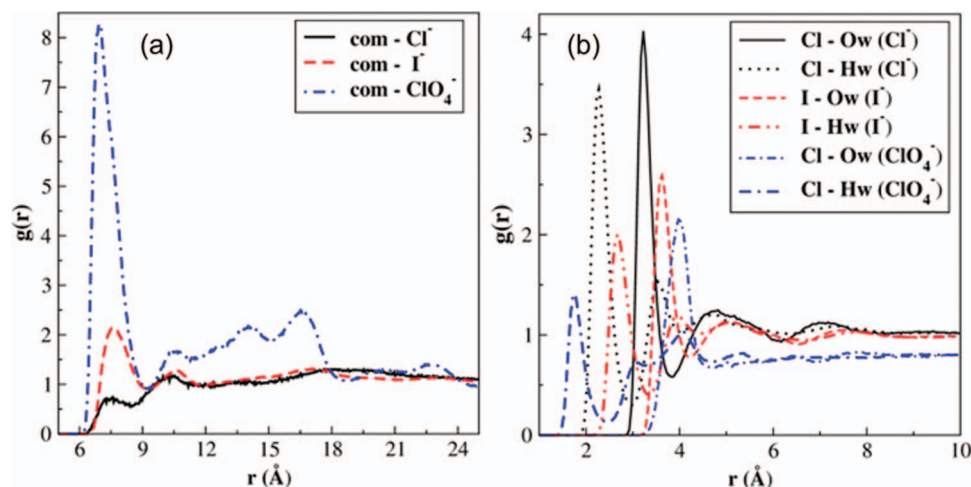 (a)
com - Cl⁻
com - I⁻
com - ClO₄⁻
8
7
6
5
4
3
2
1
0
g(r)
6
9
12
15
18
21
24
r (Å)
(b)
Cl - Ow (Cl⁻)
Cl - Hw (Cl⁻)
I - Ow (I⁻)
I - Hw (I⁻)
Cl - Ow (ClO₄⁻)
Cl - Hw (ClO₄⁻)
4
3
2
1
0
g(r)
2
4
6
8
10
r (Å)